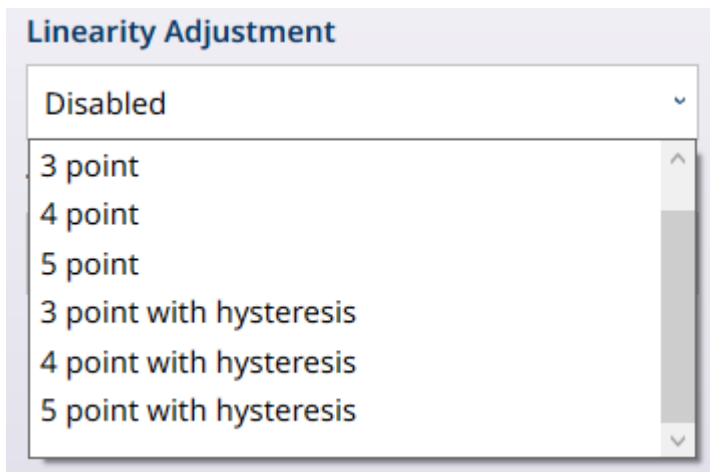 Linearity Adjustment
Disabled
3 point
4 point
5 point
3 point with hysteresis
4 point with hysteresis
5 point with hysteresis